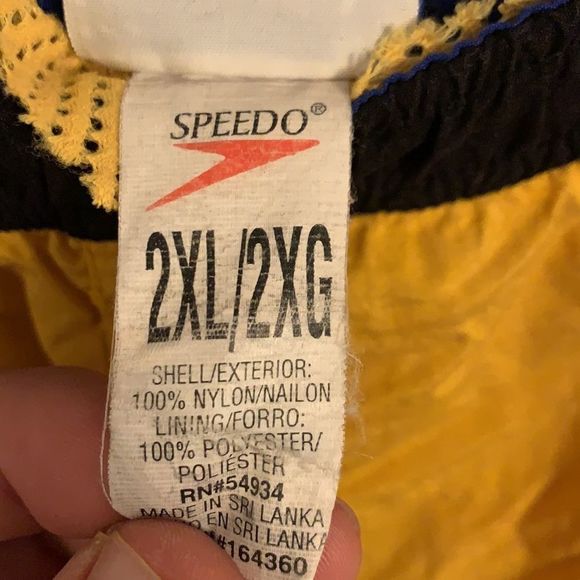 SPEEDO®
2XL/2XG
SHELL/EXTERIOR:
100% NYLON/NAILON
LINING/FORRO:
100% POLYESTER/
POLIÉSTER
RN#54934
MADE IN SRI LANKA
EN SRI LANKA
#164360